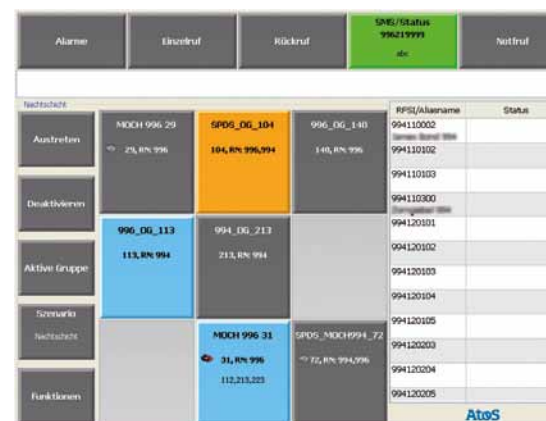 Alarme
Einzelruf
Rückruf
SMS/Status
996219999
abc
Notfruf
Nachtschicht
Austreten
Deaktivieren
Aktive Gruppe
Szenario
Nachtschicht
Funktionen
MOCH 996 29
29, RN: 996
SPDS_OG_104
104, RN: 996,994
996_OG_140
140, RN: 996
996_OG_113
113, RN: 994
994_OG_213
213, RN: 994
MOCH 996 31
31, RN: 996
112,213,223
SPDS_MOCH994_72
72, RN: 994,996
RFSI/Aliasname
Status
994110002
994110102
994110103
994110300
994120101
994120102
994120103
994120104
994120105
994120203
994120204
994120205
Atos